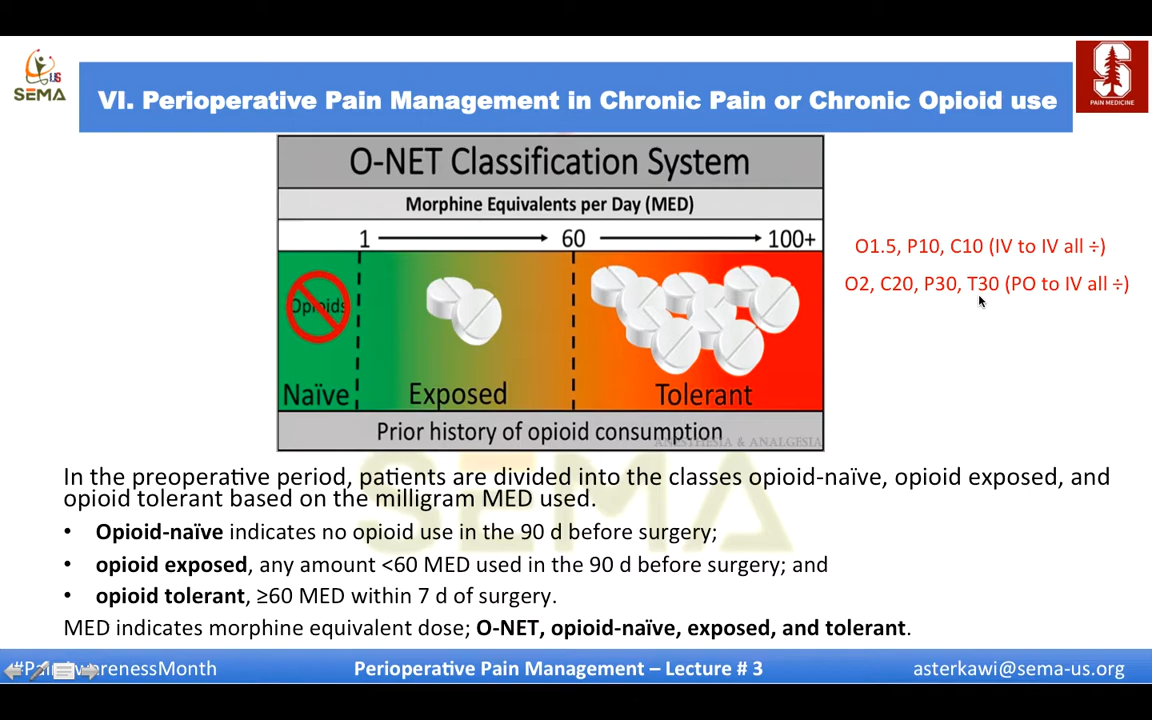 US
SEMA
VI. Perioperative Pain Management in Chronic Pain or Chronic Opioid use
S
PAIN MEDICINE
O-NET Classification System
Morphine Equivalents per Day (MED)
1 60 100+
O1.5, P10, C10 (IV to IV all ÷)
O2, C20, P30, T30 (PO to IV all ÷)
Opioids
Naïve Exposed Tolerant
Prior history of opioid consumption
ANESTHESIA & ANALGESIA
SEMA
In the preoperative period, patients are divided into the classes opioid-naïve, opioid exposed, and
opioid tolerant based on the milligram MED used.
• Opioid-naïve indicates no opioid use in the 90 d before surgery;
• opioid exposed, any amount <60 MED used in the 90 d before surgery; and
• opioid tolerant, ≥60 MED within 7 d of surgery.
MED indicates morphine equivalent dose; O-NET, opioid-naïve, exposed, and tolerant.
#PainAwarenessMonth Perioperative Pain Management – Lecture # 3 asterkawi@sema-us.org